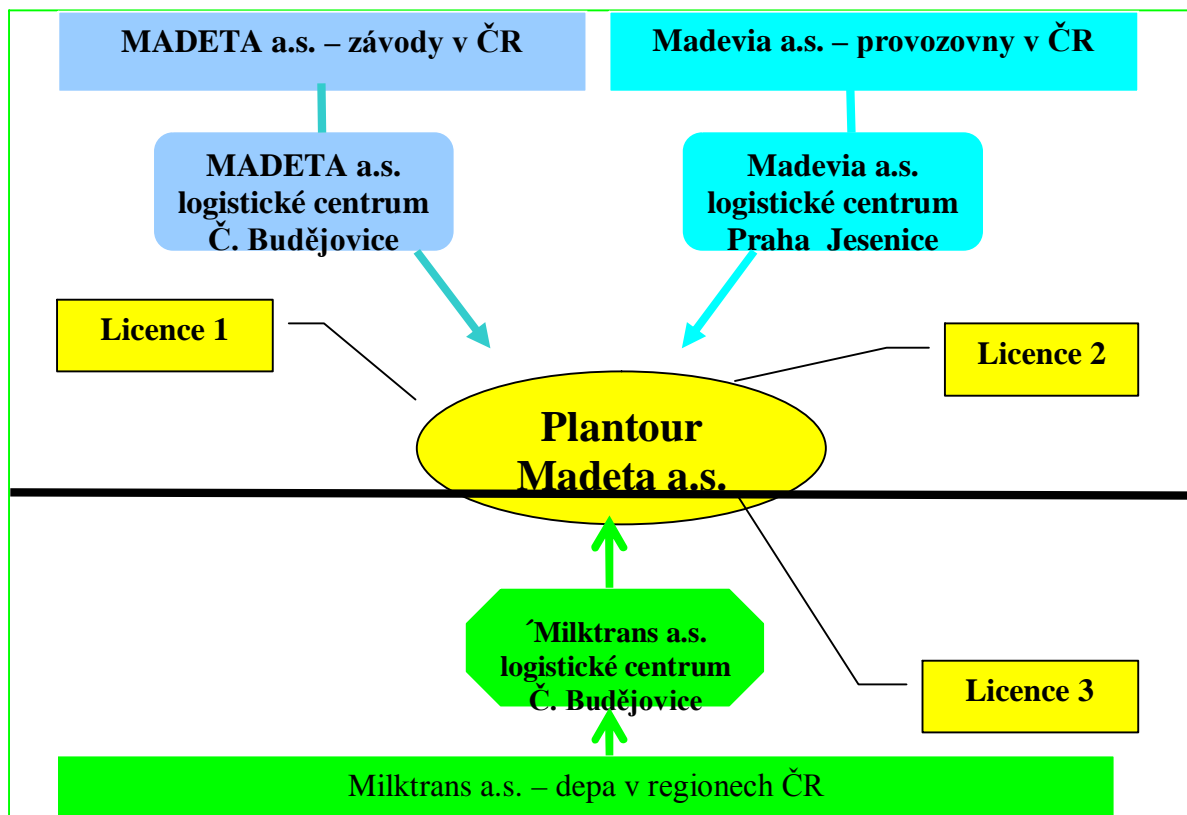 MADETA a.s. – závody v ČR
Madevia a.s. – provozovny v ČR
MADETA a.s.
logistické centrum
Č. Budějovice
Madevia a.s.
logistické centrum
Praha Jesenice
Licence 1
Licence 2
Plantour
Madeta a.s.
´Milktrans a.s.
logistické centrum
Č. Budějovice
Licence 3
Milktrans a.s. – depa v regionech ČR